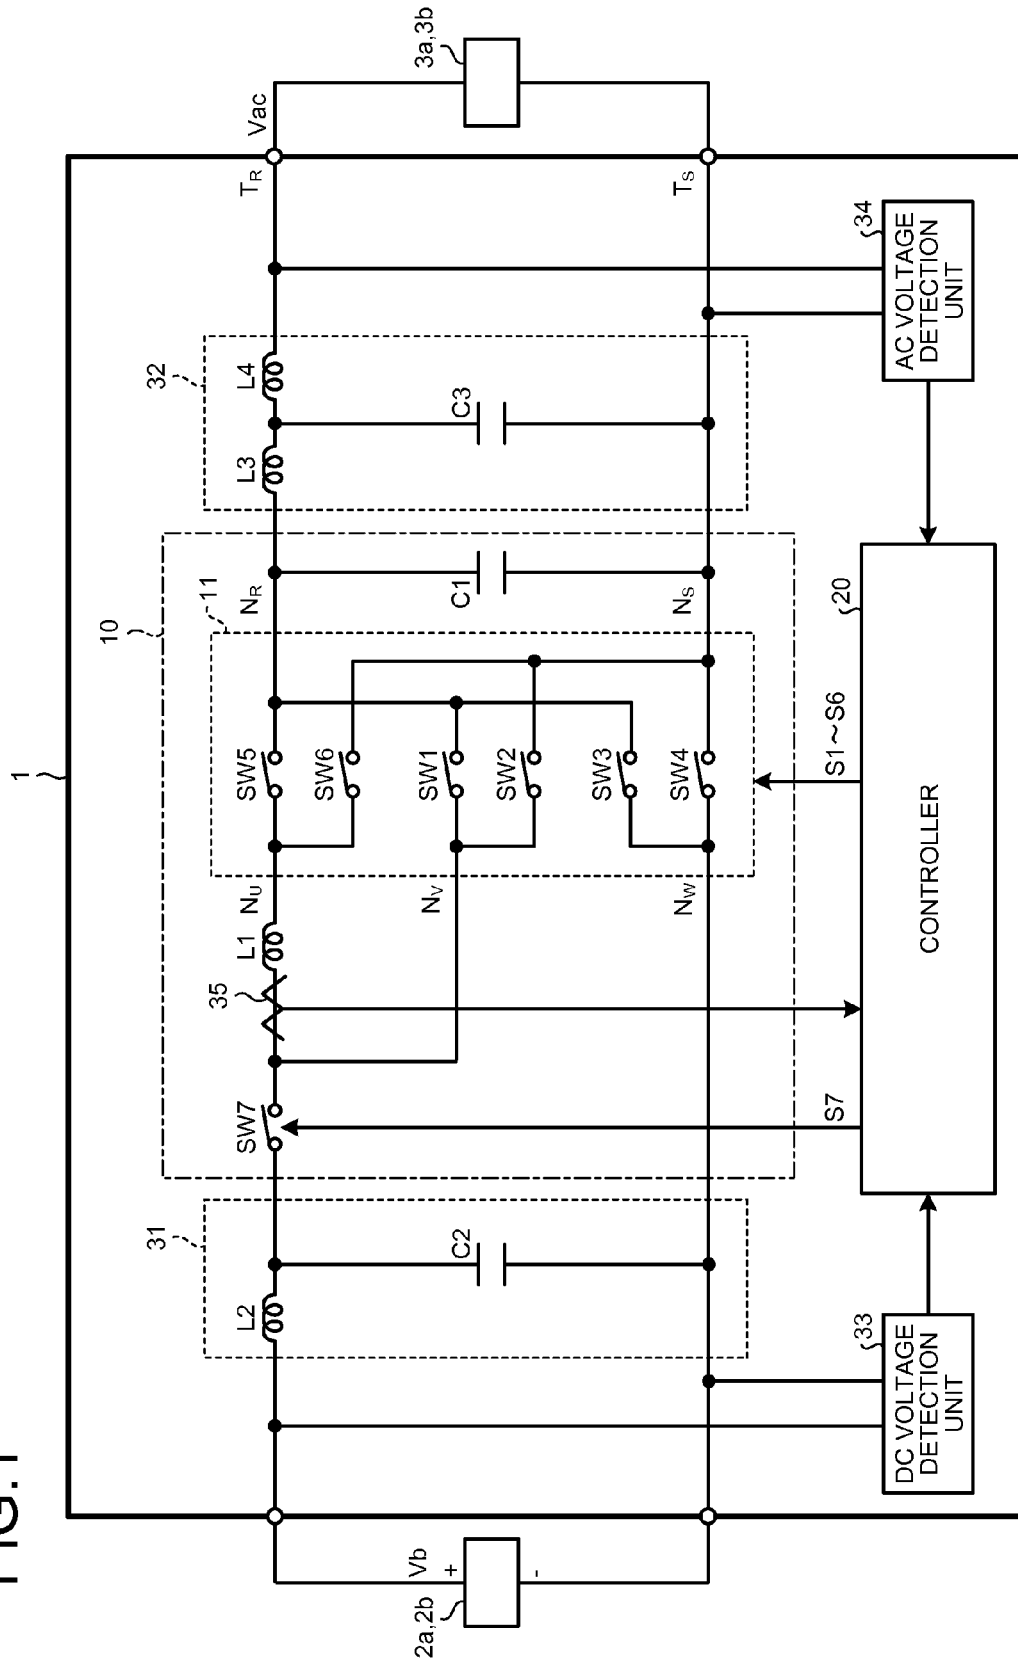 FIG.1
1
10
11
31
32
2a,2b
Vb
+
-
L2
C2
SW7
35
L1
NU
NV
NW
SW5
SW6
SW1
SW2
SW3
SW4
NR
NS
C1
L3
L4
C3
TR
TS
Vac
3a,3b
S7
S1~S6
33
DC VOLTAGE
DETECTION
UNIT
20
CONTROLLER
34
AC VOLTAGE
DETECTION
UNIT